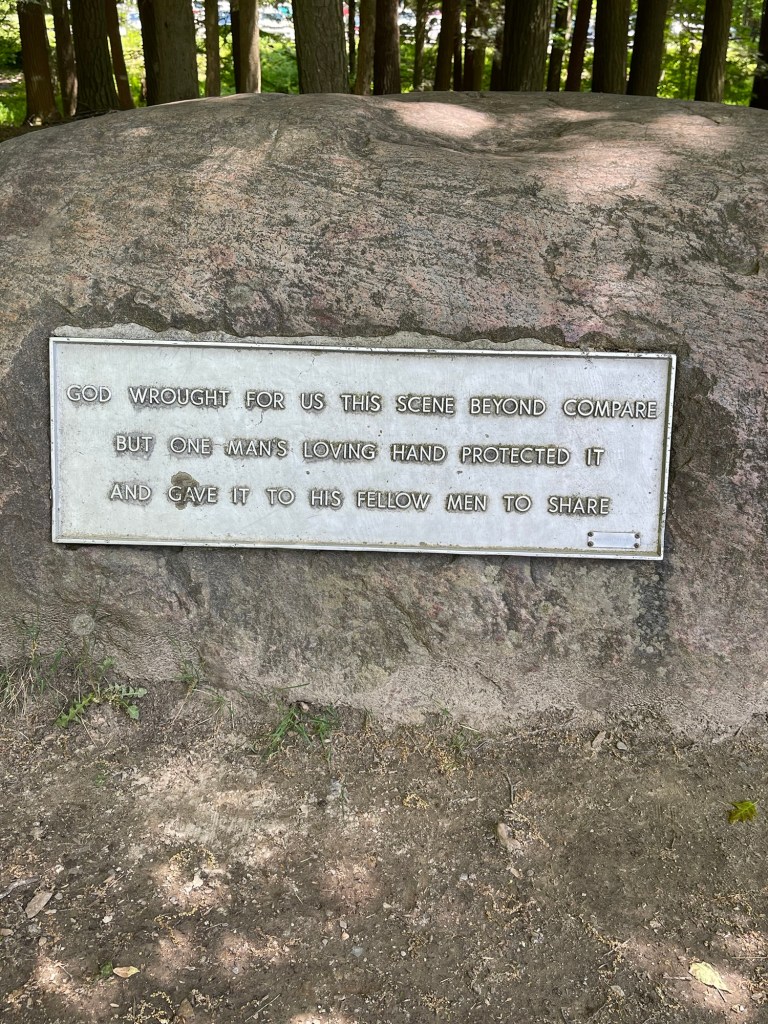 GOD WROUGHT FOR US THIS SCENE BEYOND COMPARE
BUT ONE MAN'S LOVING HAND PROTECTED IT
AND GAVE IT TO HIS FELLOW MEN TO SHARE